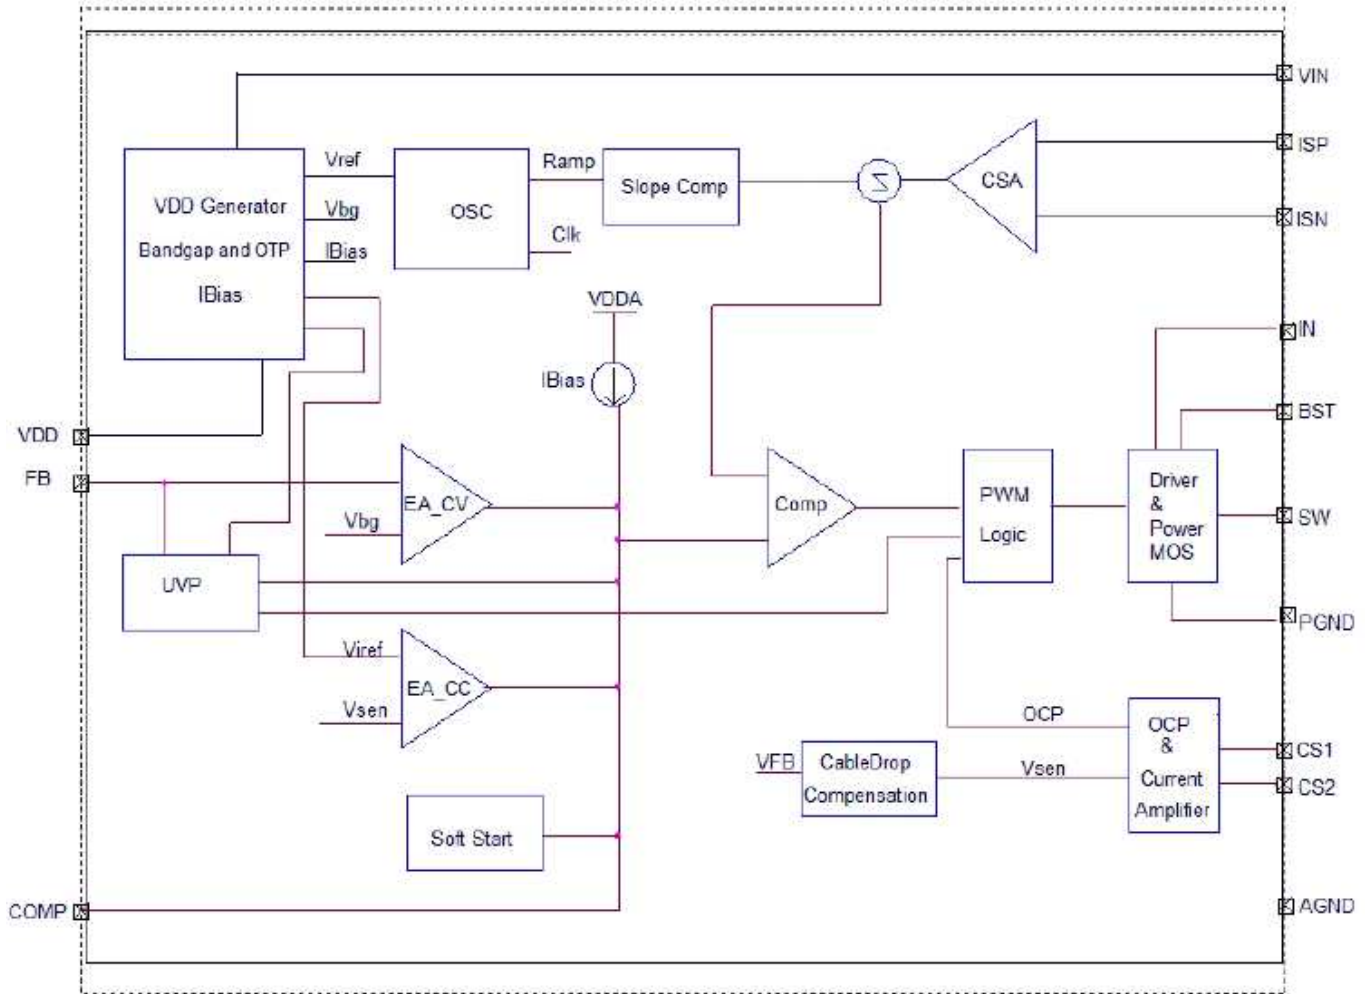 VIN
ISP
Vref
Ramp
CSA
Slope Comp
Σ
VDD Generator
Vbg
OSC
ISN
Clk
Bandgap and OTP
IBias
IBias
VDDA
IN
IBias
BST
VDD
FB
Driver
&
Power
MOS
EA_CV
Comp
PWM
Logic
SW
Vbg
UVP
PGND
Viref
EA_CC
Vsen
OCP
OCP
&
Current
Amplifier
CS1
VFB
CableDrop
Compensation
Vsen
CS2
Soft Start
COMP
AGND